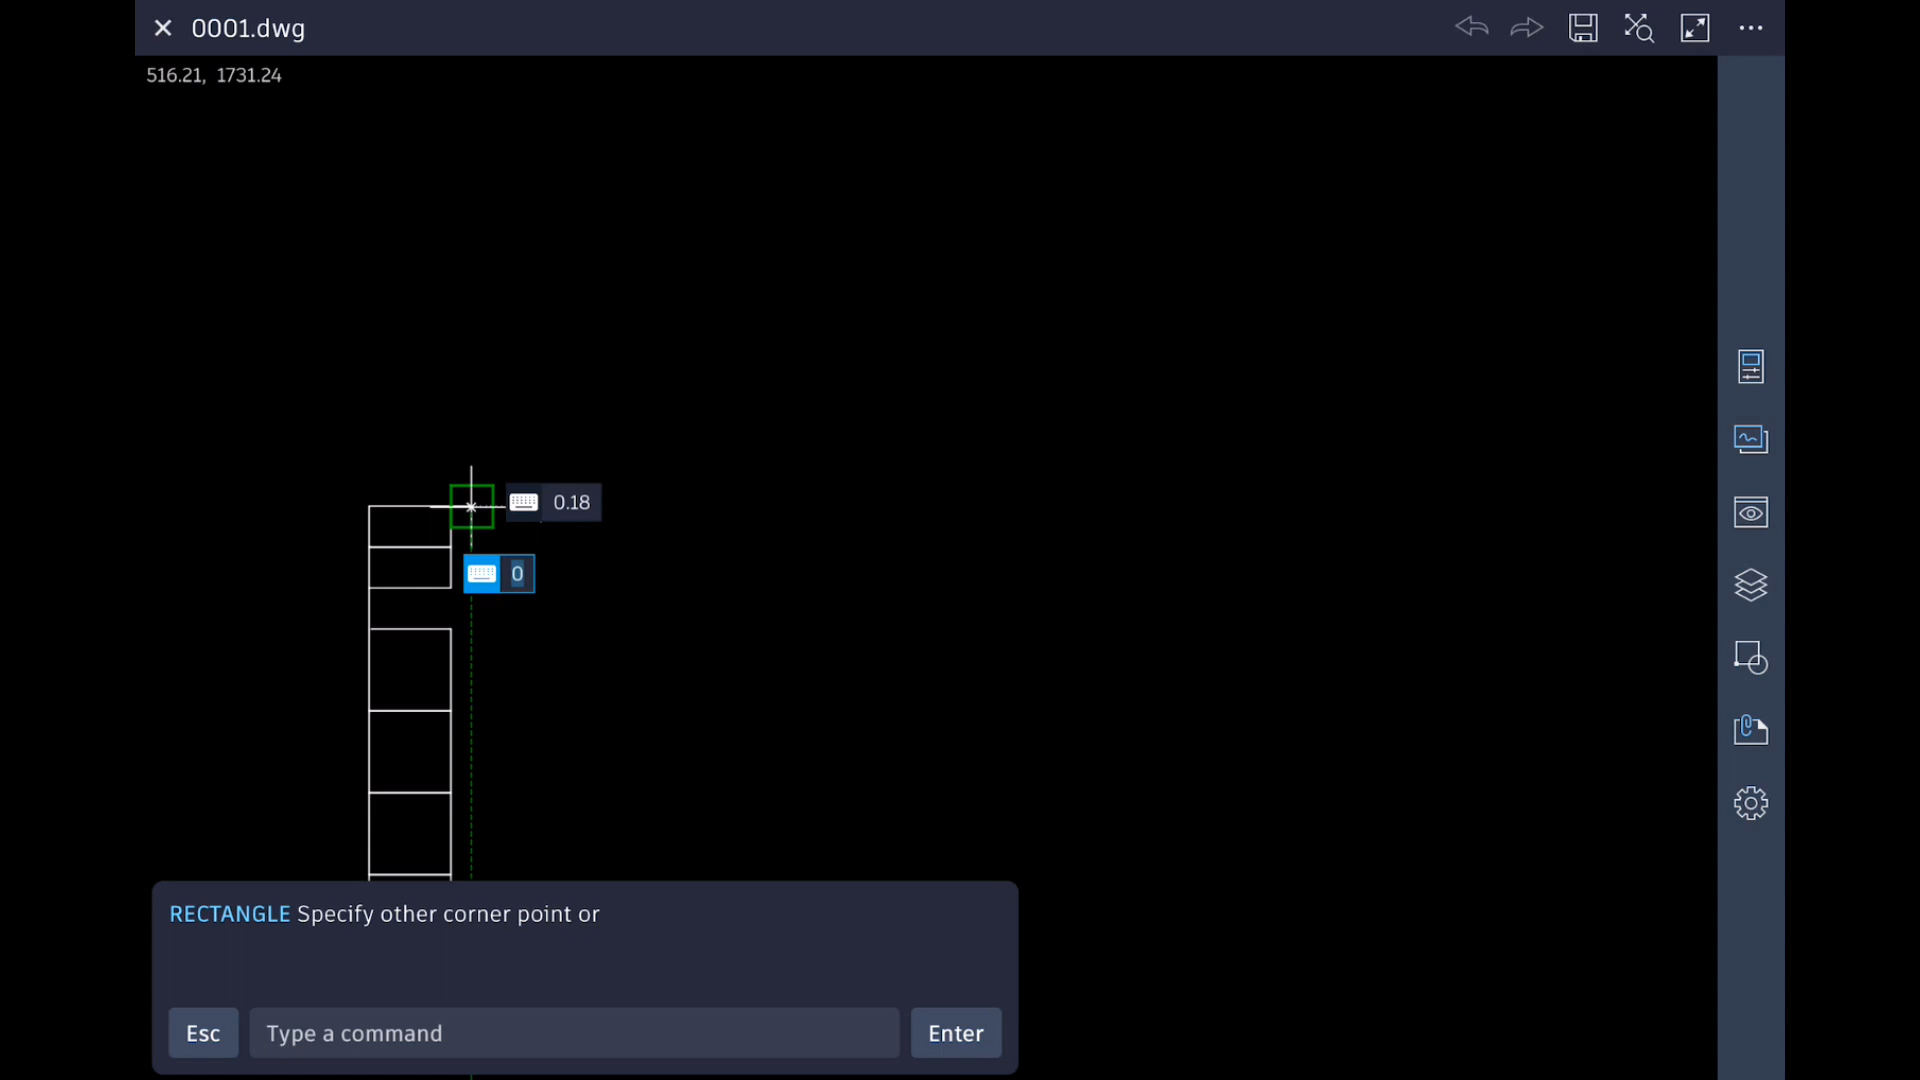 0001.dwg
516.21, 1731.24
0.18
0
RECTANGLE Specify other corner point or
Esc
Type a command
Enter